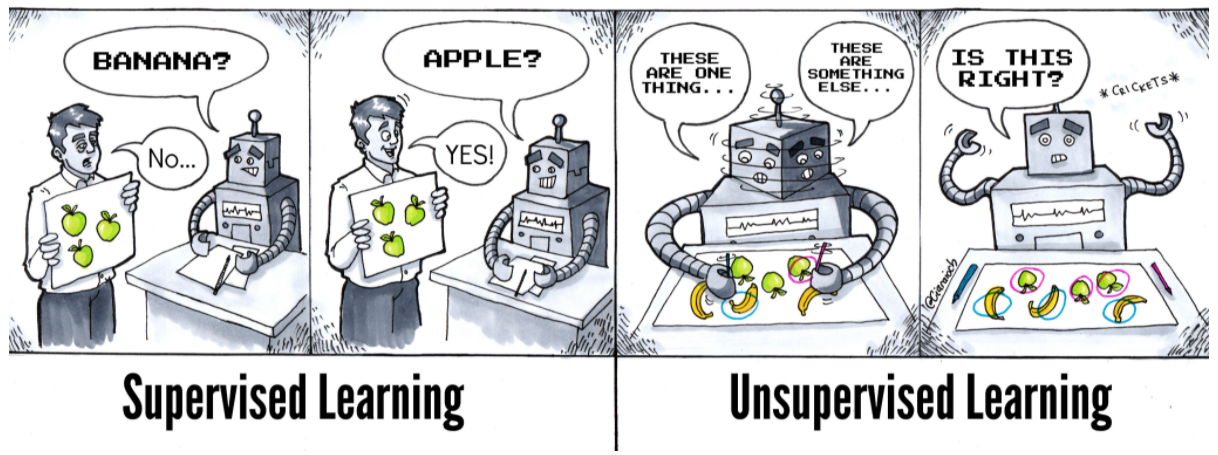 BANANA?
No...
APPLE?
YES!
THESE
ARE ONE
THING...
THESE
ARE
SOMETHING
ELSE...
IS THIS
RIGHT?
*CRICKETS*
@Ciaraioch
Supervised Learning
Unsupervised Learning